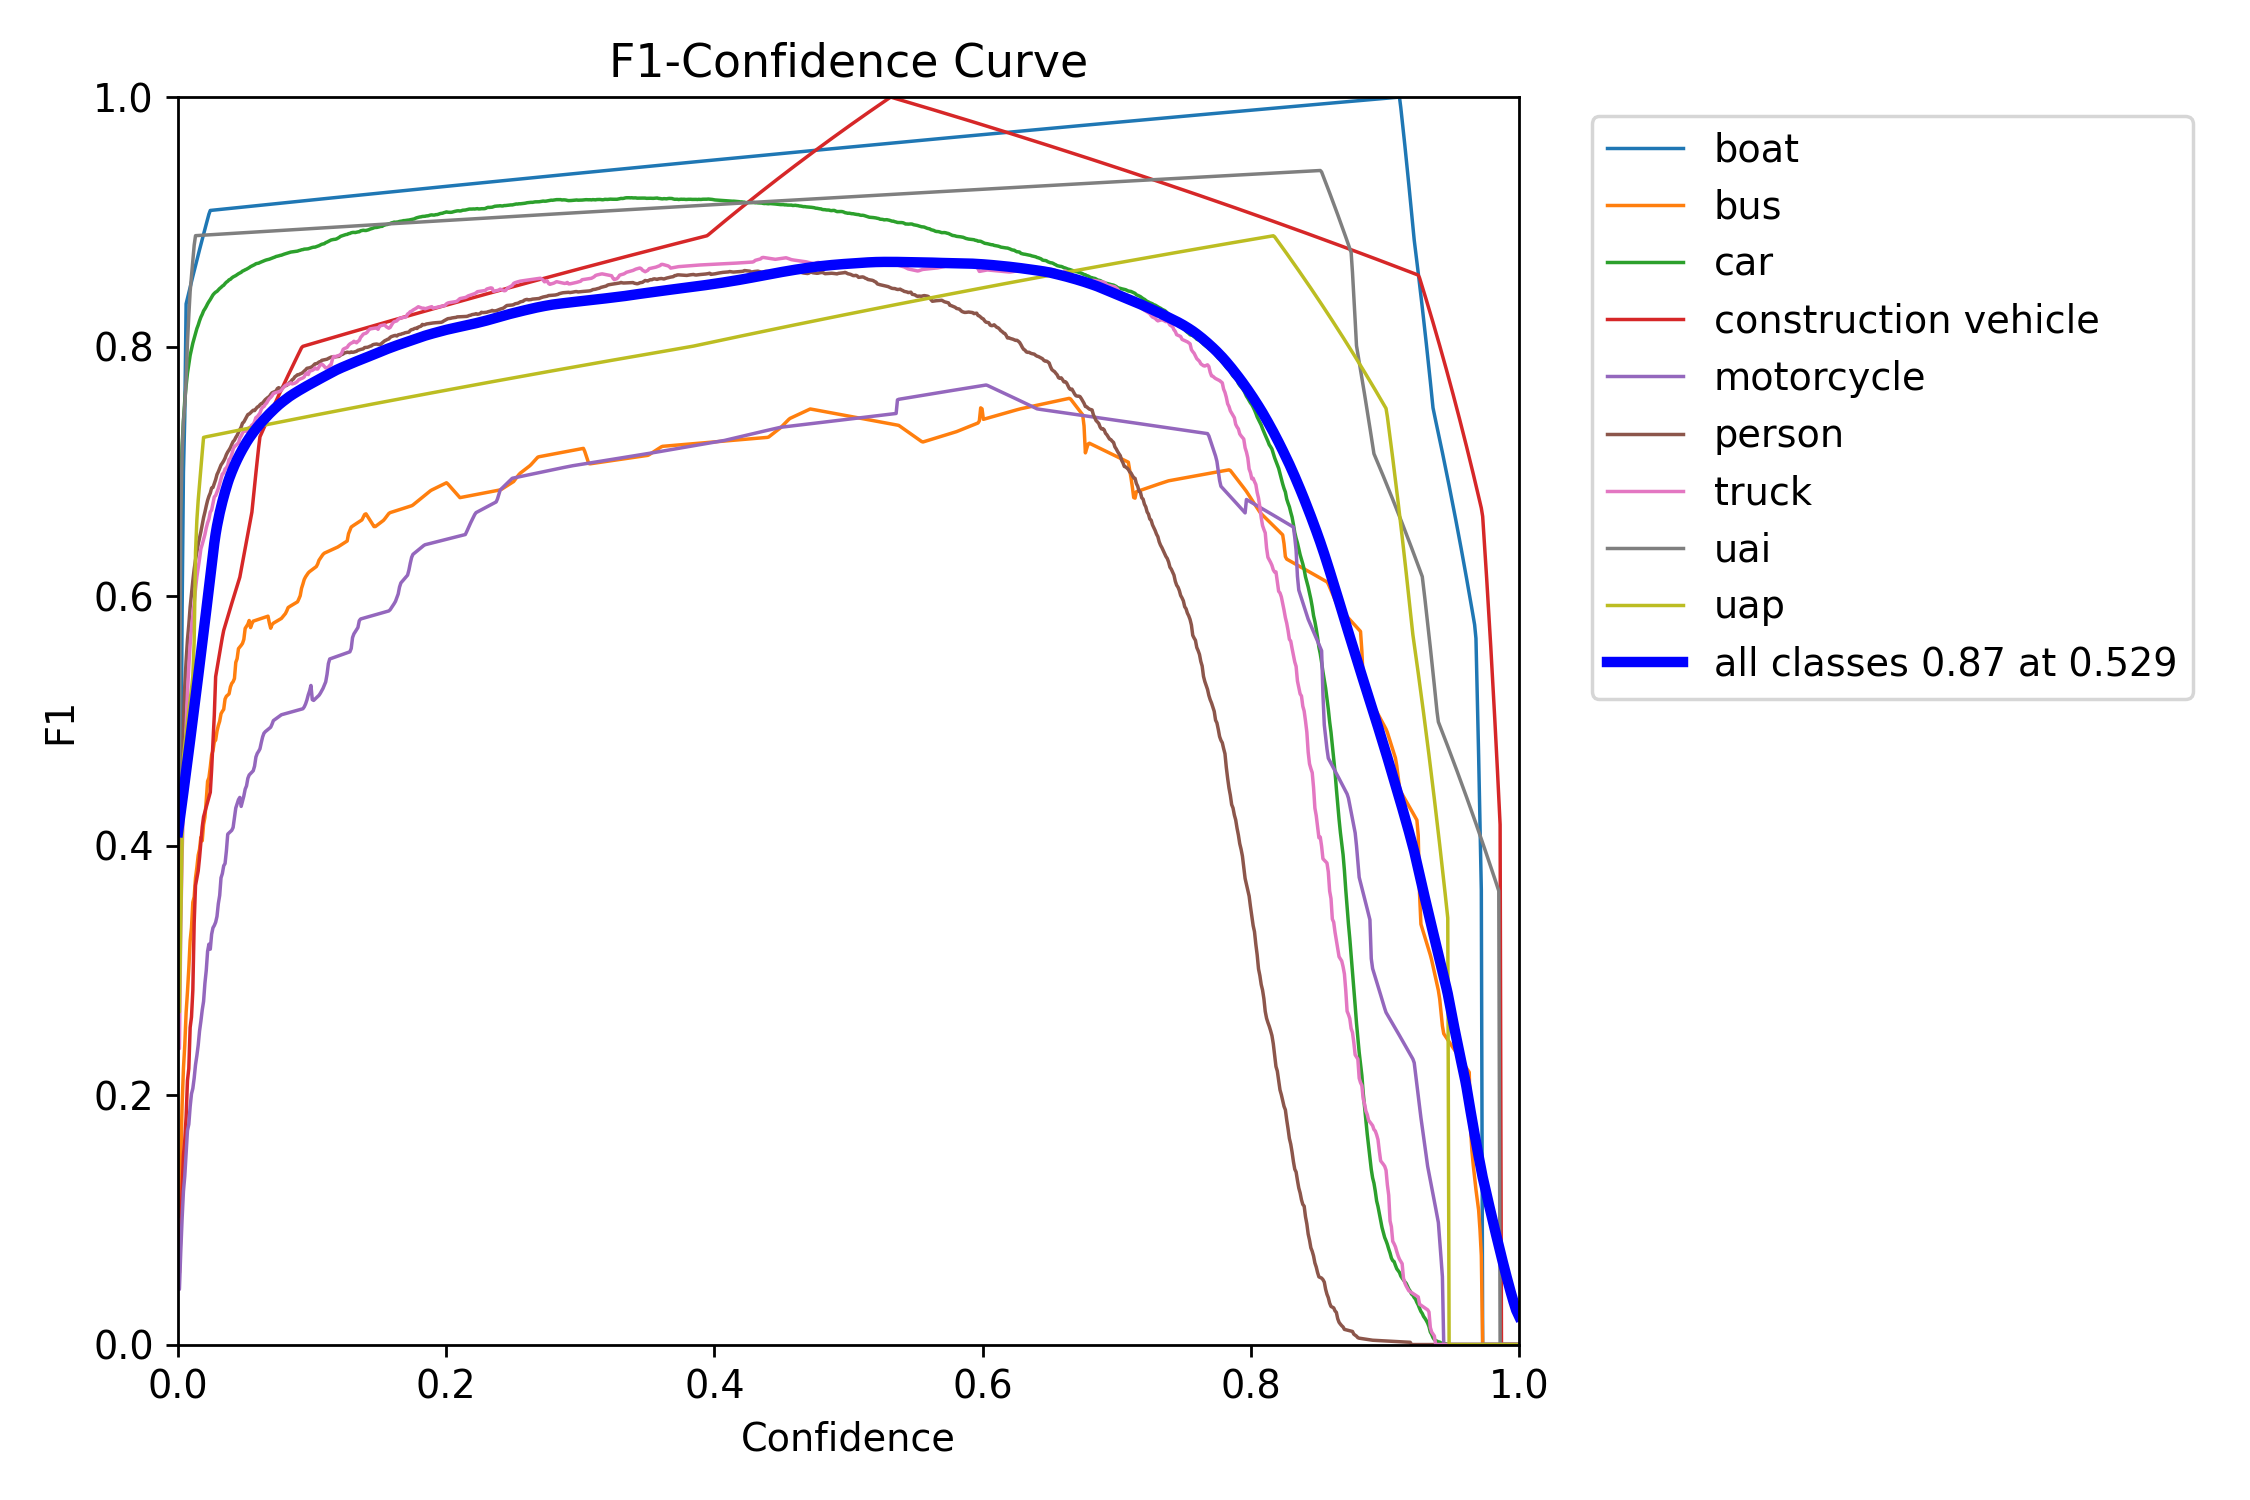 F1-Confidence Curve
1.0
0.8
0.6
0.4
0.2
0.0
F1
0.0 0.2 0.4 0.6 0.8 1.0
Confidence
boat
bus
car
construction vehicle
motorcycle
person
truck
uai
uap
all classes 0.87 at 0.529